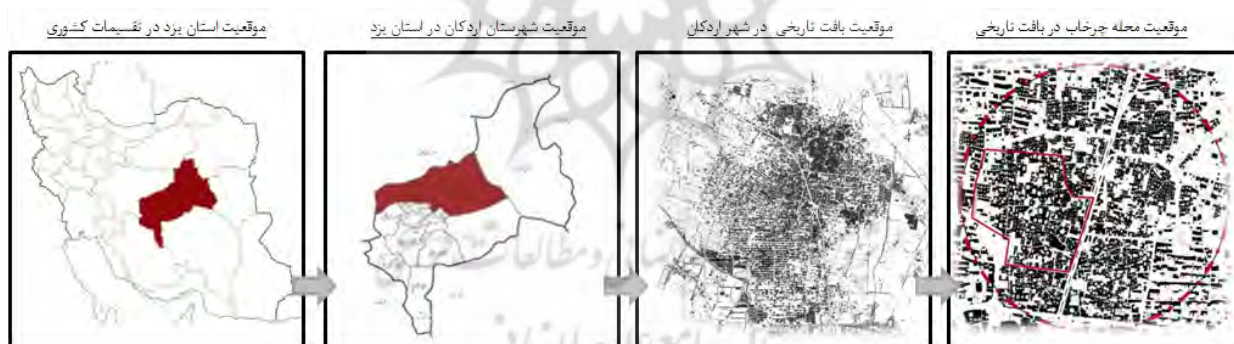 موقعیت استان یزد در تقسیمات کشوری
موقعیت شهرستان اردکان در استان یزد
موقعیت بافت تاریخی در شهر اردکان
موقعیت محله چرخاب در بافت تاریخی